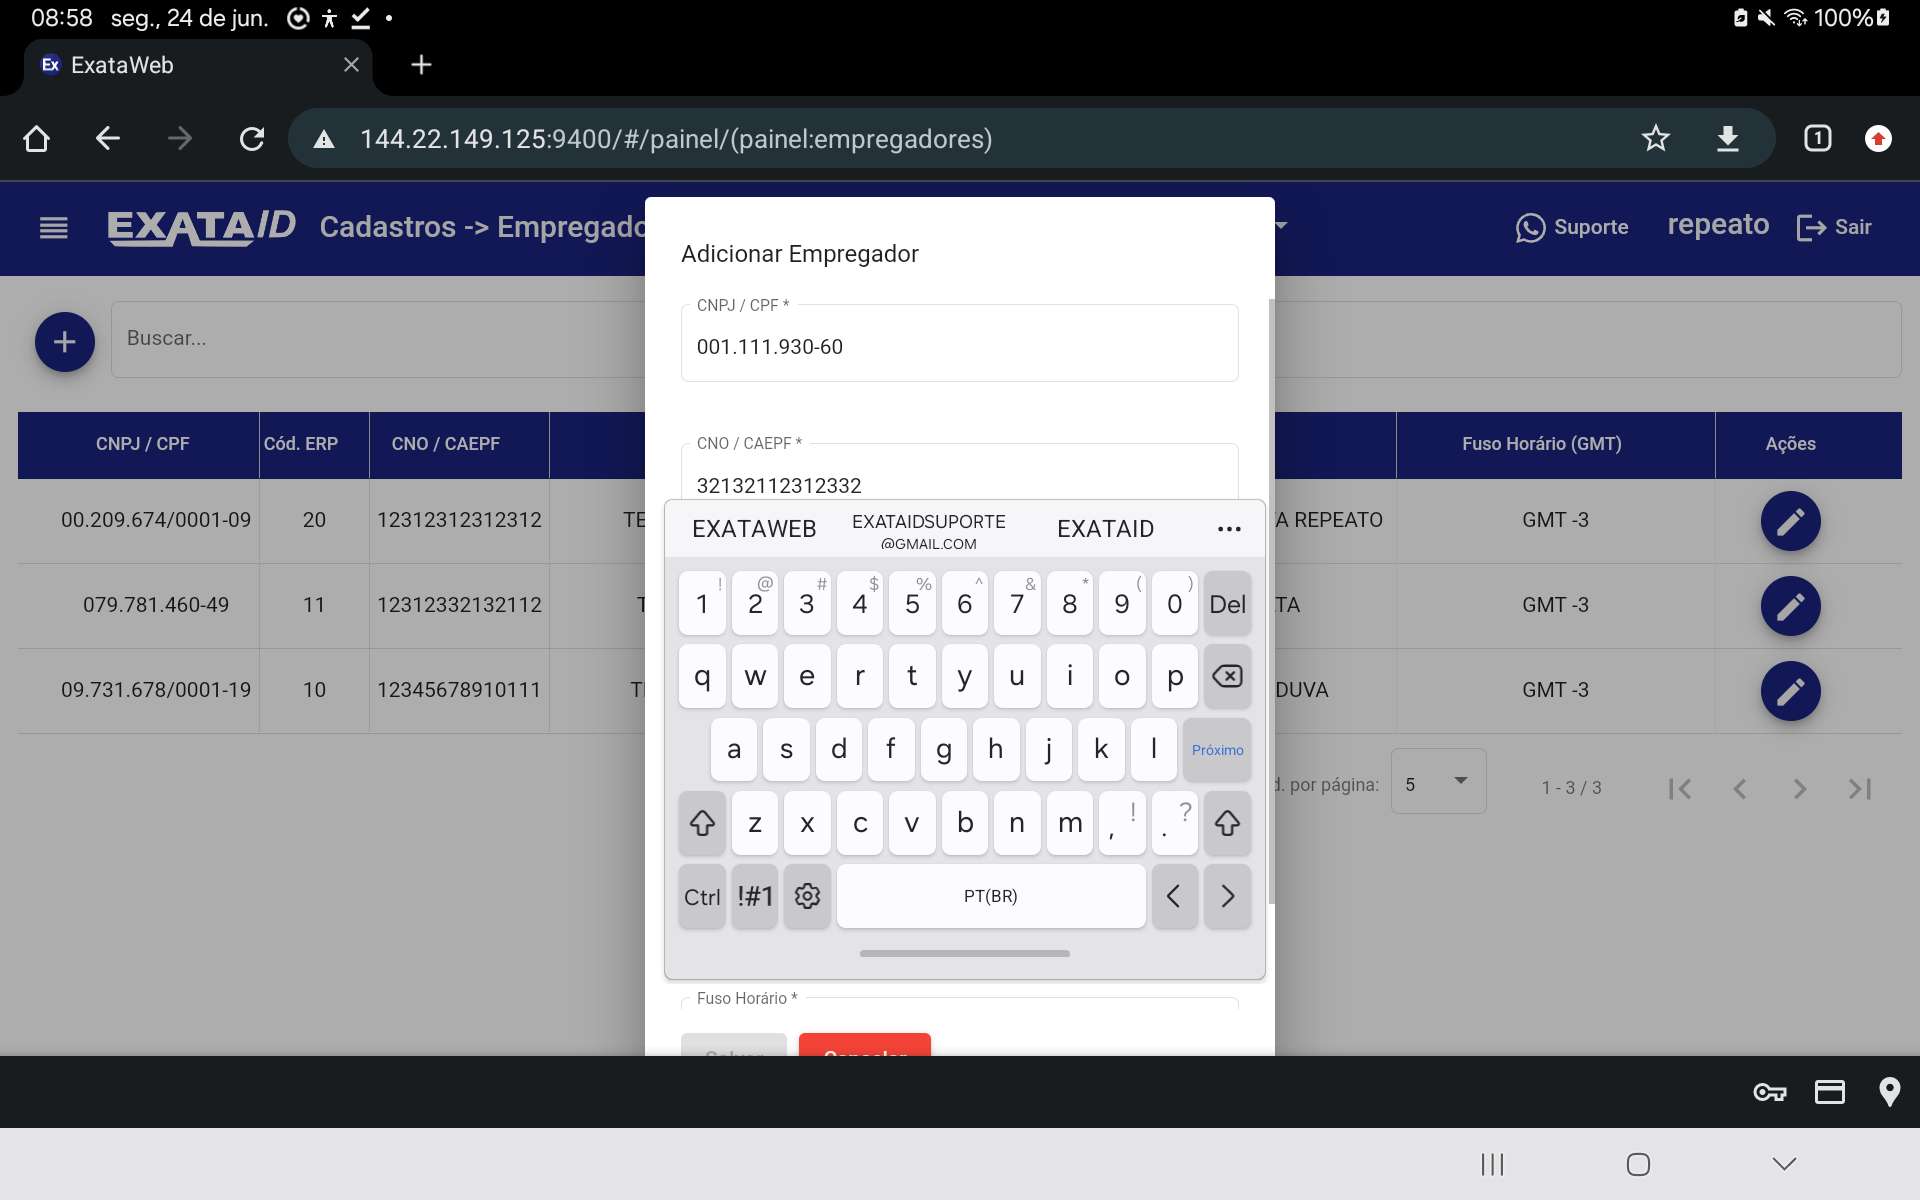 08:58 seg., 24 de jun.
100%
Ex ExataWeb
144.22.149.125:9400/#/painel/(painel:empregadores)
1
EXATAID Cadastros -> Empregado
Suporte
repeato
Sair
Buscar...
CNPJ / CPF
Cód. ERP
CNO / CAEPF
Fuso Horário (GMT)
Ações
00.209.674/0001-09 20 12312312312312 TE
A REPEATO GMT -3
079.781.460-49 11 12312332132112 T
TA GMT -3
09.731.678/0001-19 10 12345678910111
DUVA GMT -3
d. por página: 5 1 - 3 / 3
Adicionar Empregador
CNPJ / CPF *
001.111.930-60
CNO / CAEPF *
32132112312332
EXATAWEB
EXATAIDSUPORTE
@GMAIL.COM
EXATAID
! @ # $ % ^ & * ( )
1 2 3 4 5 6 7 8 9 0 Del
q w e r t y u i o p
a s d f g h j k l Próximo
! ?
z x c v b n m , .
Ctrl !#1 PT(BR) < >
Fuso Horário *
Salvar
Cancelar